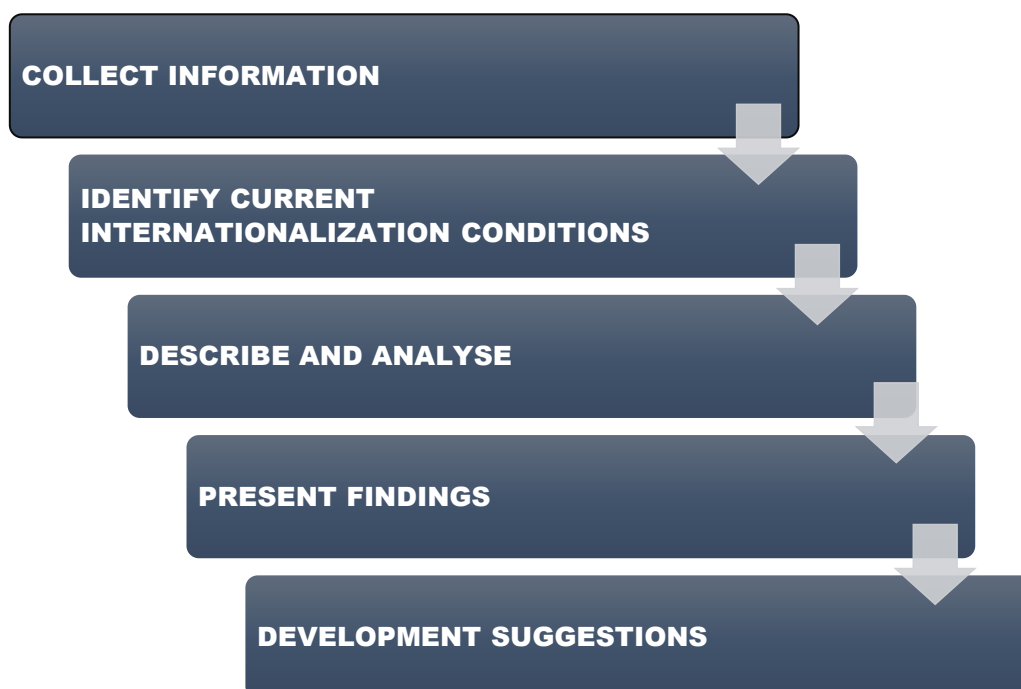 COLLECT INFORMATION
IDENTIFY CURRENT
INTERNATIONALIZATION CONDITIONS
DESCRIBE AND ANALYSE
PRESENT FINDINGS
DEVELOPMENT SUGGESTIONS